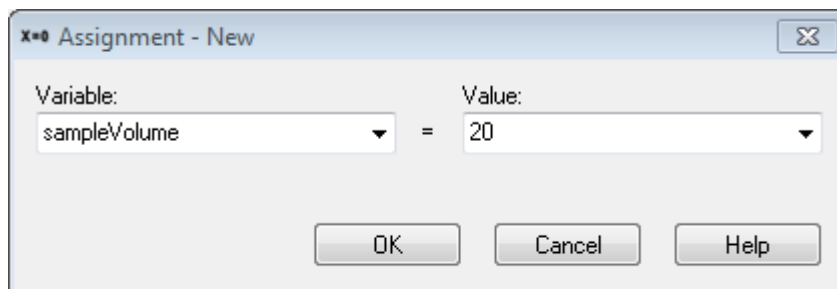 x=0 Assignment - New
Variable: Value:
sampleVolume = 20
OK Cancel Help